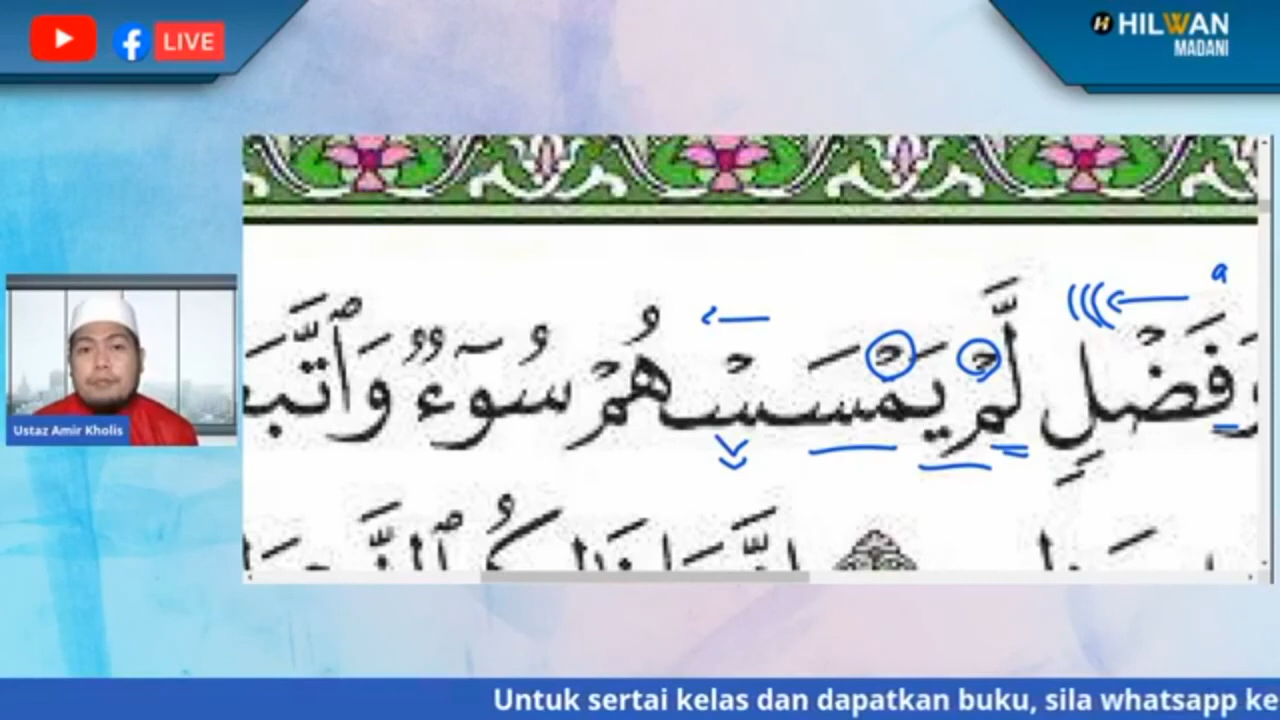 LIVE
HILWAN
MADANI
وَفَضْلٍ لَّمْ يَمْسَسْهُمْ سُوٓءٌ وَٱتَّبَ
Ustaz Amir Kholis
Untuk sertai kelas dan dapatkan buku, sila whatsapp ke